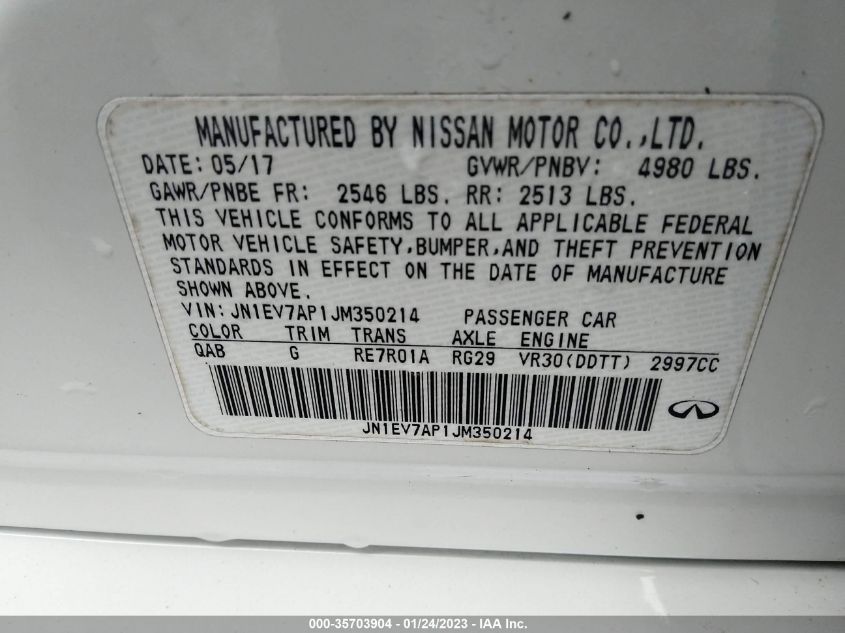 MANUFACTURED BY NISSAN MOTOR CO.,LTD.
DATE: 05/17 GVWR/PNBV: 4980 LBS.
GAWR/PNBE FR: 2546 LBS. RR: 2513 LBS.
THIS VEHICLE CONFORMS TO ALL APPLICABLE FEDERAL
MOTOR VEHICLE SAFETY,BUMPER,AND THEFT PREVENTION
STANDARDS IN EFFECT ON THE DATE OF MANUFACTURE
SHOWN ABOVE.
VIN: JN1EV7AP1JM350214 PASSENGER CAR
COLOR TRIM TRANS AXLE ENGINE
QAB G RE7R01A RG29 VR30(DDTT) 2997CC
JN1EV7AP1JM350214
000-35703904 - 01/24/2023 - IAA Inc.